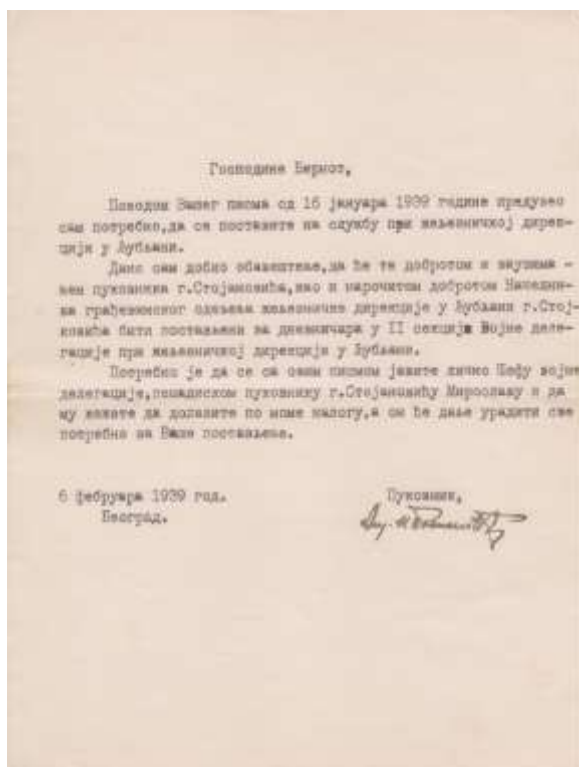 Господине Бернот,
Поводом Вашег писма од 16 јануара 1939 године предузео
сам потребно,да се поставите на службу при жељезничкој дирек-
цији у Љубљани.
Данас сам добио обавештење,да ће те добротом и заузима -
њем пуковника г.Стојановића,као и нарочитом добротом Начелни-
ка грађевинског одељења жељезничке дирекције у Љубљани г.Стој-
ковића бити постављени за дневничара у II секцији Војне деле-
гације при жељезничкој дирекцији у Љубљани.
Потребно је да се са овим писмом јавите лично Шефу војне
делегације,пешадиском пуковнику г.Стојановићу Мирославу и да
му кажете да долазите по моме налогу,а он ће даље урадити све
потребно за Ваше постављење.
6 фебруара 1939 год.
Београд.
Пуковник,